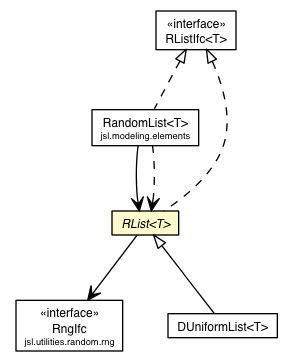 «interface»
RListIfc<T>
RandomList<T>
jsl.modeling.elements
RList<T>
«interface»
RngIfc
jsl.utilities.random.rng
DUniformList<T>